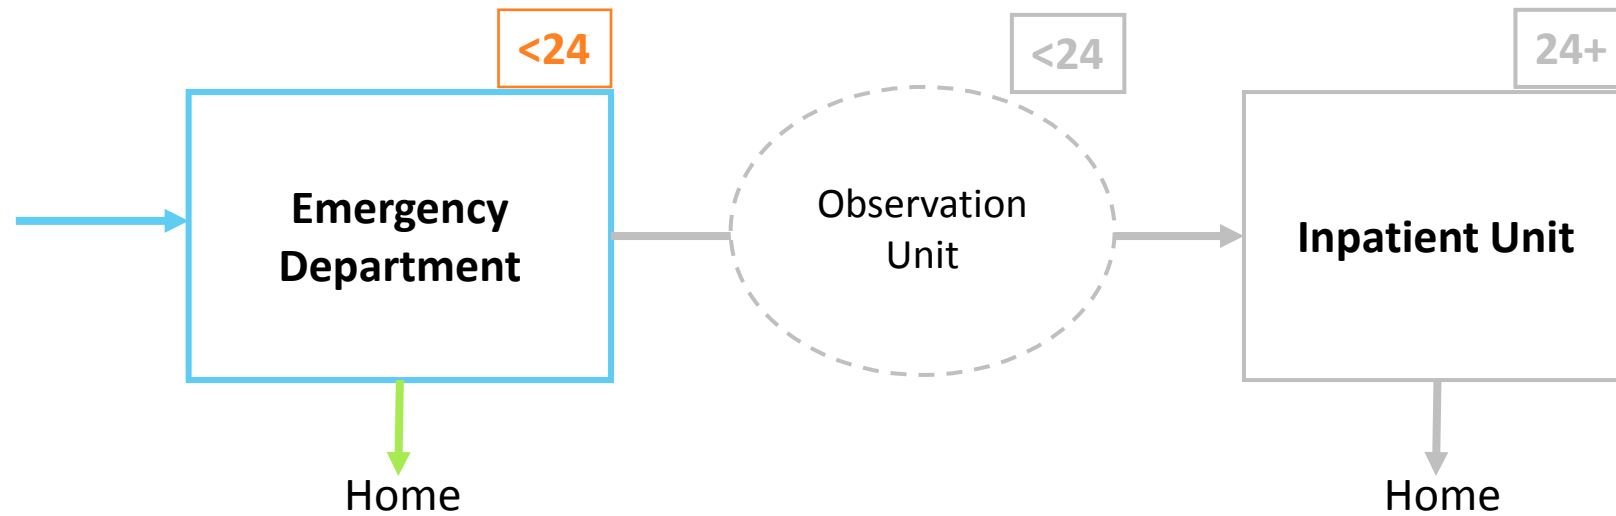 <24
<24
24+
Emergency
Department
Observation
Unit
Inpatient Unit
Home
Home